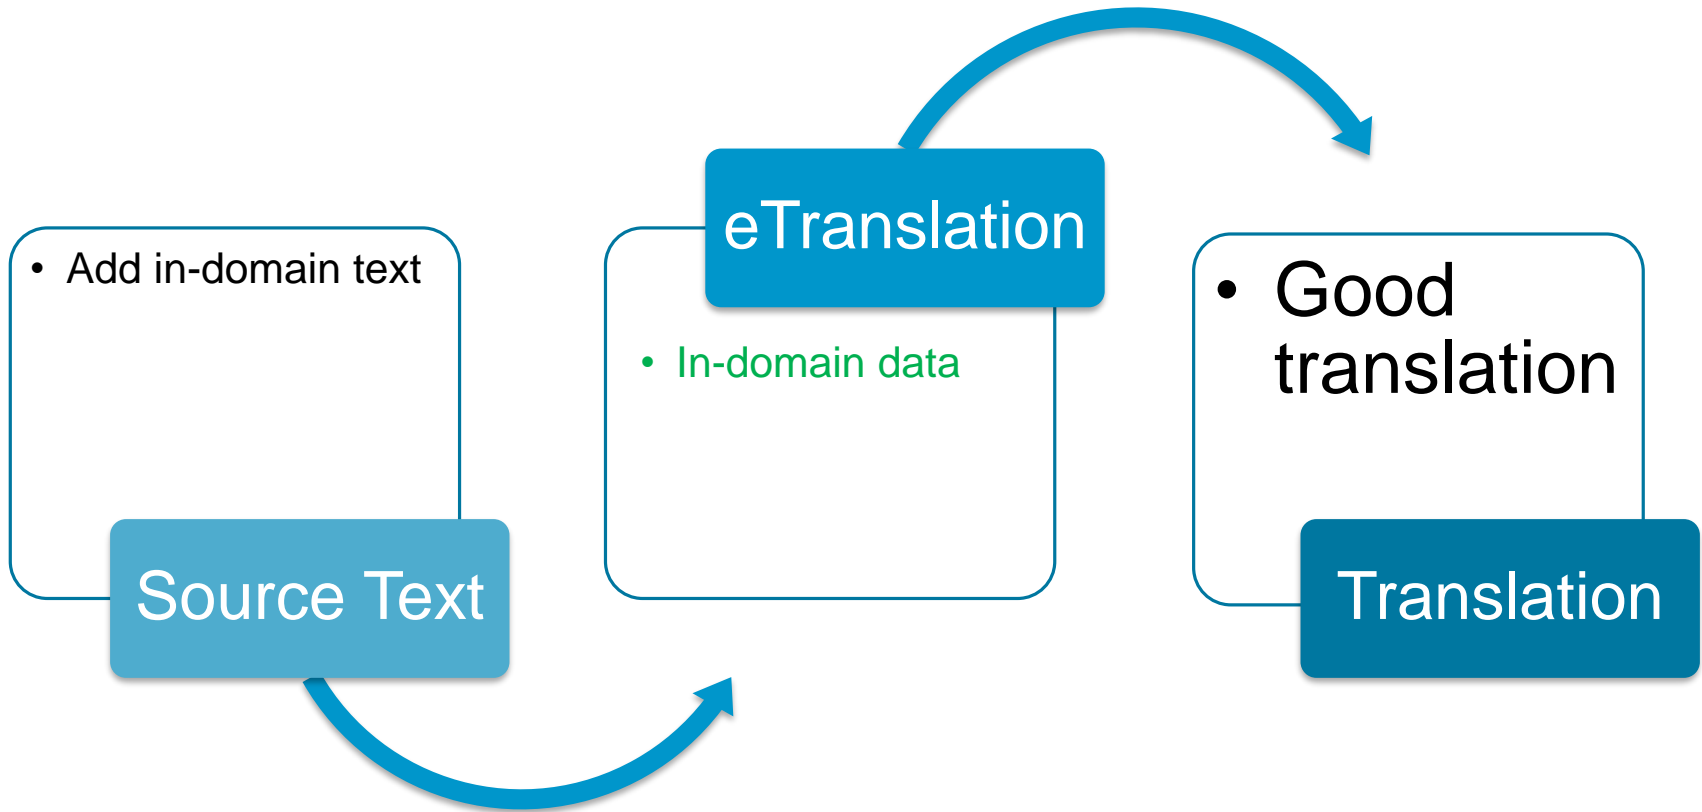 • Add in-domain text
Source Text
eTranslation
• In-domain data
• Good
translation
Translation